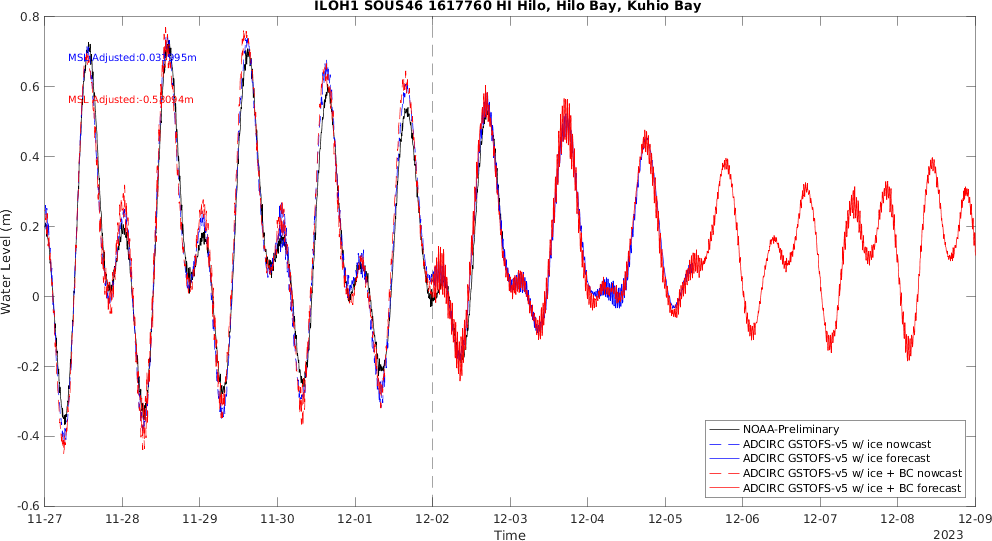 ILOH1 SOUS46 1617760 HI Hilo, Hilo Bay, Kuhio Bay
MSL Adjusted:0.033995m
MSL Adjusted:-0.53094m
Water Level (m)
0.8
0.6
0.4
0.2
0
-0.2
-0.4
-0.6
NOAA-Preliminary
ADCIRC GSTOFS-v5 w/ ice nowcast
ADCIRC GSTOFS-v5 w/ ice forecast
ADCIRC GSTOFS-v5 w/ ice + BC nowcast
ADCIRC GSTOFS-v5 w/ ice + BC forecast
11-27 11-28 11-29 11-30 12-01 12-02 12-03 12-04 12-05 12-06 12-07 12-08 12-09
Time
2023